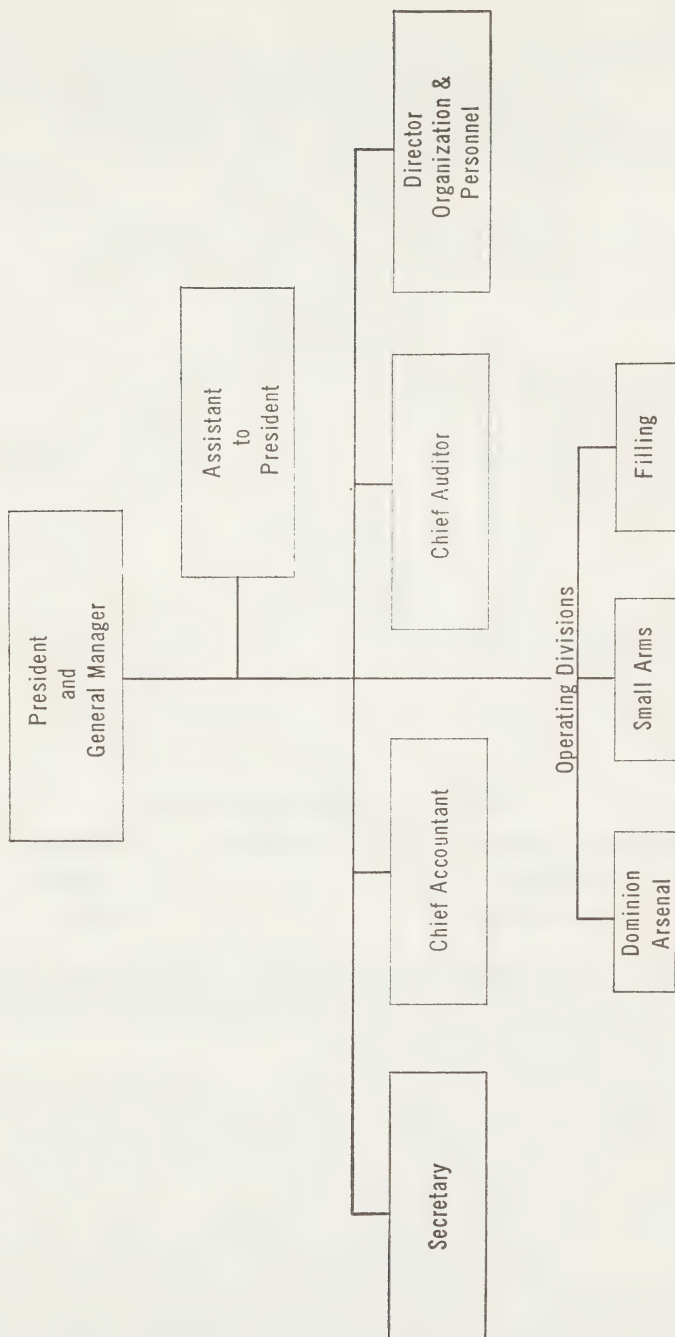 President
and
General Manager
Assistant
to
President
Secretary
Chief Accountant
Chief Auditor
Director
Organization &
Personnel
Operating Divisions
Dominion
Arsenal
Small Arms
Filling